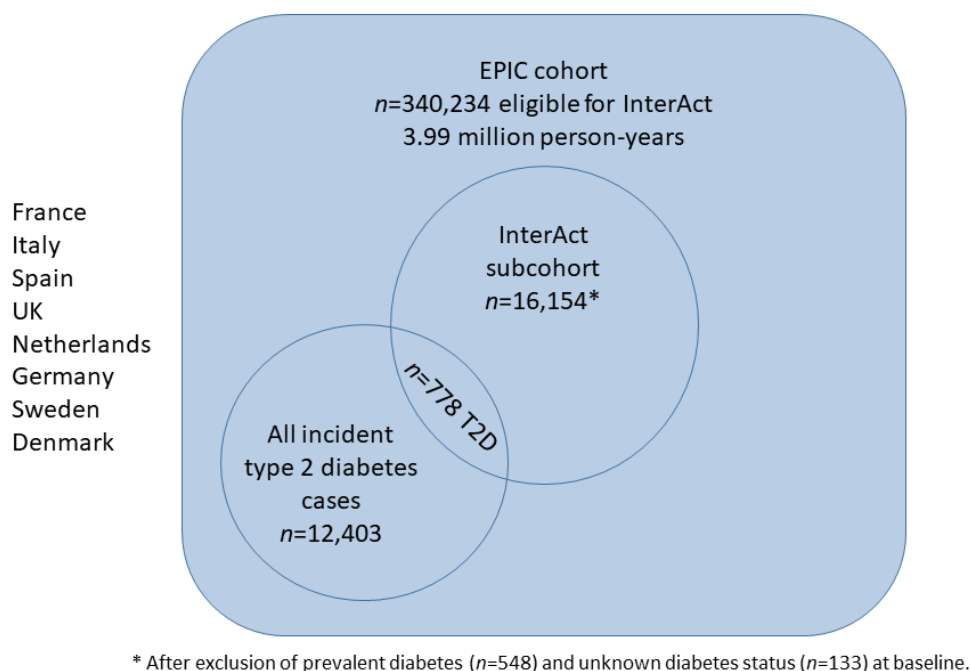 EPIC cohort
n=340,234 eligible for InterAct
3.99 million person-years
France
Italy
Spain
UK
Netherlands
Germany
Sweden
Denmark
InterAct
subcohort
n=16,154*
n=778 T2D
All incident
type 2 diabetes
cases
n=12,403
* After exclusion of prevalent diabetes (n=548) and unknown diabetes status (n=133) at baseline.